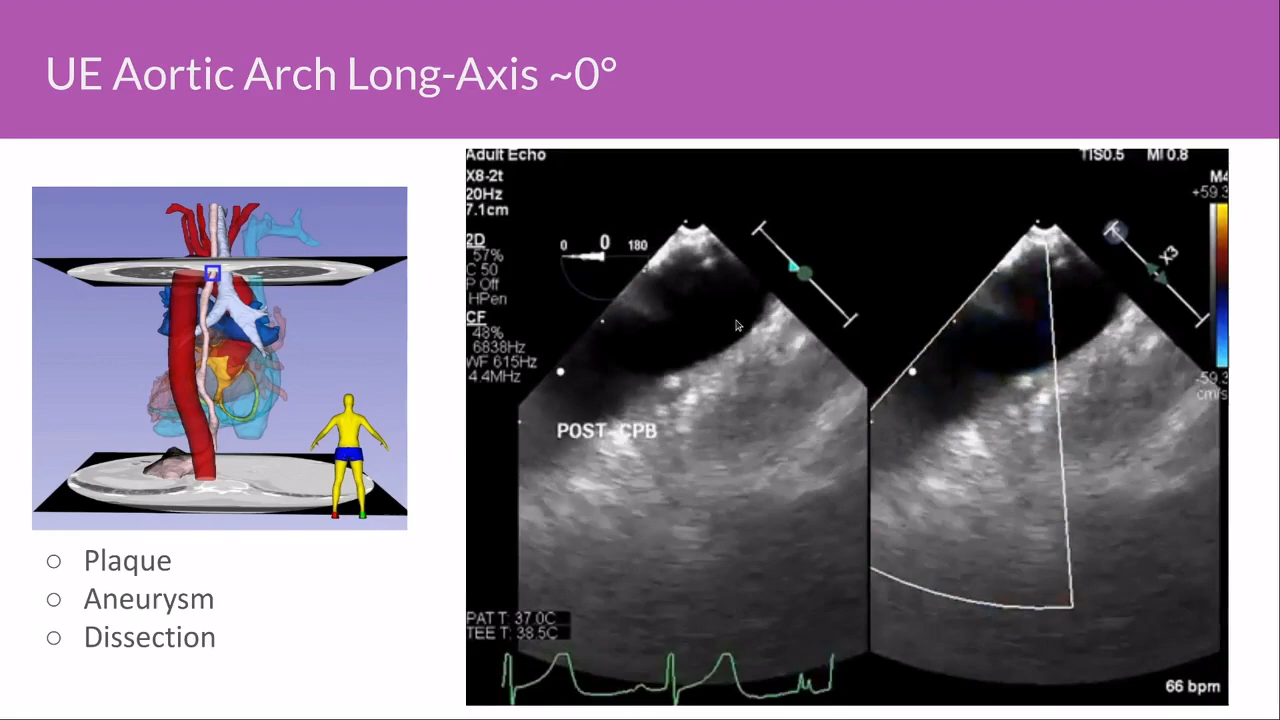 UE Aortic Arch Long-Axis ~0°
Adult Echo
TIS0.5 MI 0.8
X8-2t
20Hz
7.1cm
M4
+59.3
2D
57%
C 50
P Off
HPen
CF
48%
6838Hz
WF 615Hz
4.4MHz
0 0 180
X3
-59.3
cm/s
POST-CPB
○ Plaque
○ Aneurysm
○ Dissection
PAT T: 37.0C
TEE T: 38.5C
66 bpm